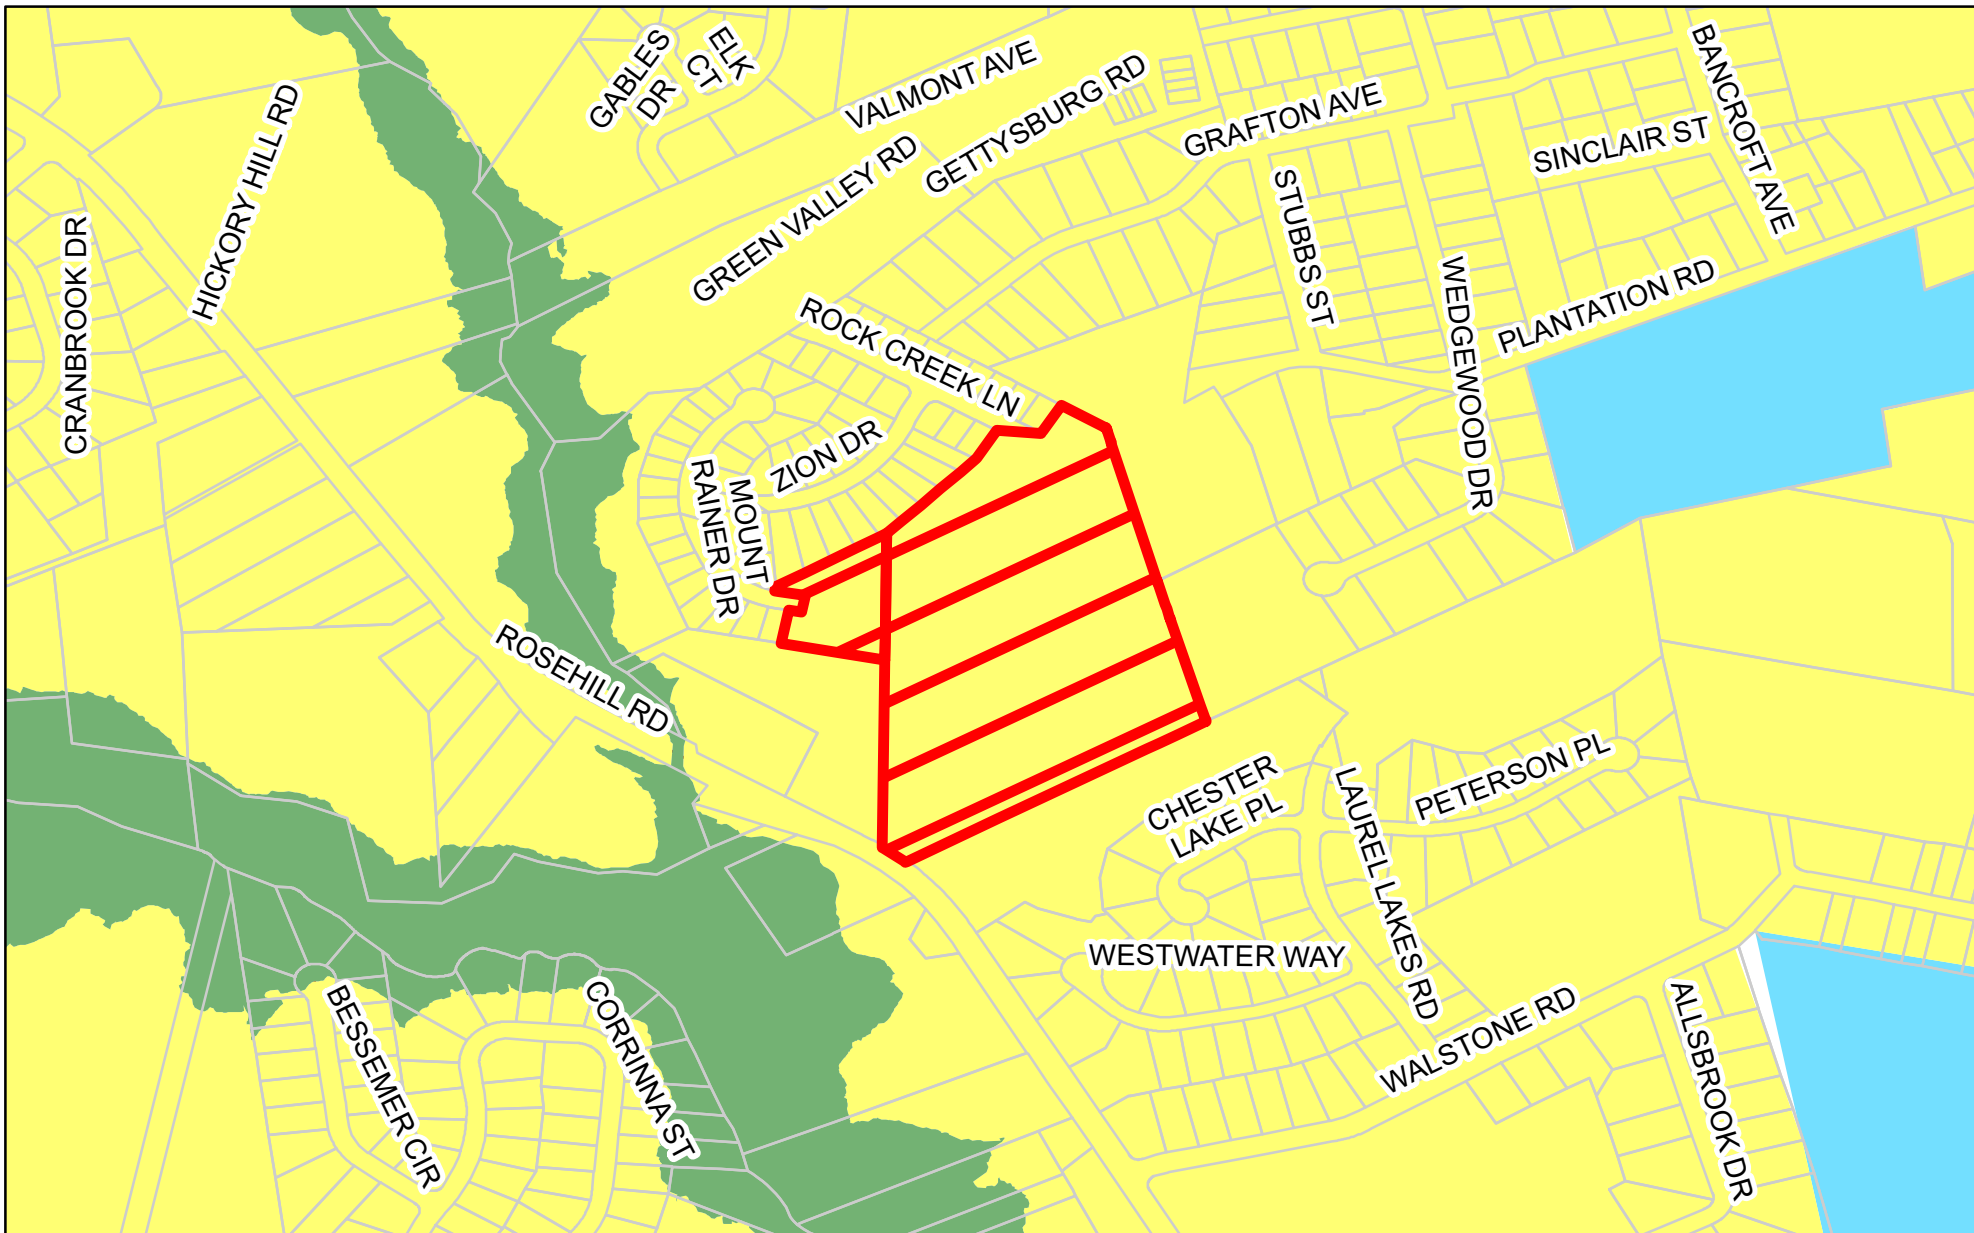 GABLES
DR
ELK
CT
VALMONT AVE
GETTYSBURG RD
BANCROFT AVE
HICKORY HILL RD
GRAFTON AVE
SINCLAIR ST
GREEN VALLEY RD
STUBBS ST
CRANBROOK DR
WEDGEWOOD DR
PLANTATION RD
ROCK CREEK LN
ZION DR
MOUNT
RAINER DR
ROSEHILL RD
CHESTER
LAKE PL
LAUREL LAKES RD
PETERSON PL
WESTWATER WAY
BESSEMER CIR
CORRINNA ST
WALSTONE RD
ALLSBROOK DR